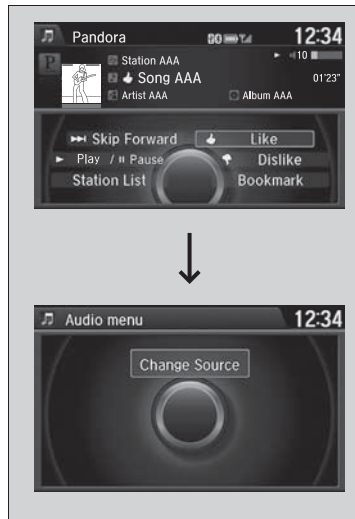 Pandora 12:34
Station AAA
10
Song AAA 01'23"
P
Artist AAA Album AAA
Skip Forward Like
Play / Pause Dislike
Station List Bookmark
Audio menu 12:34
Change Source